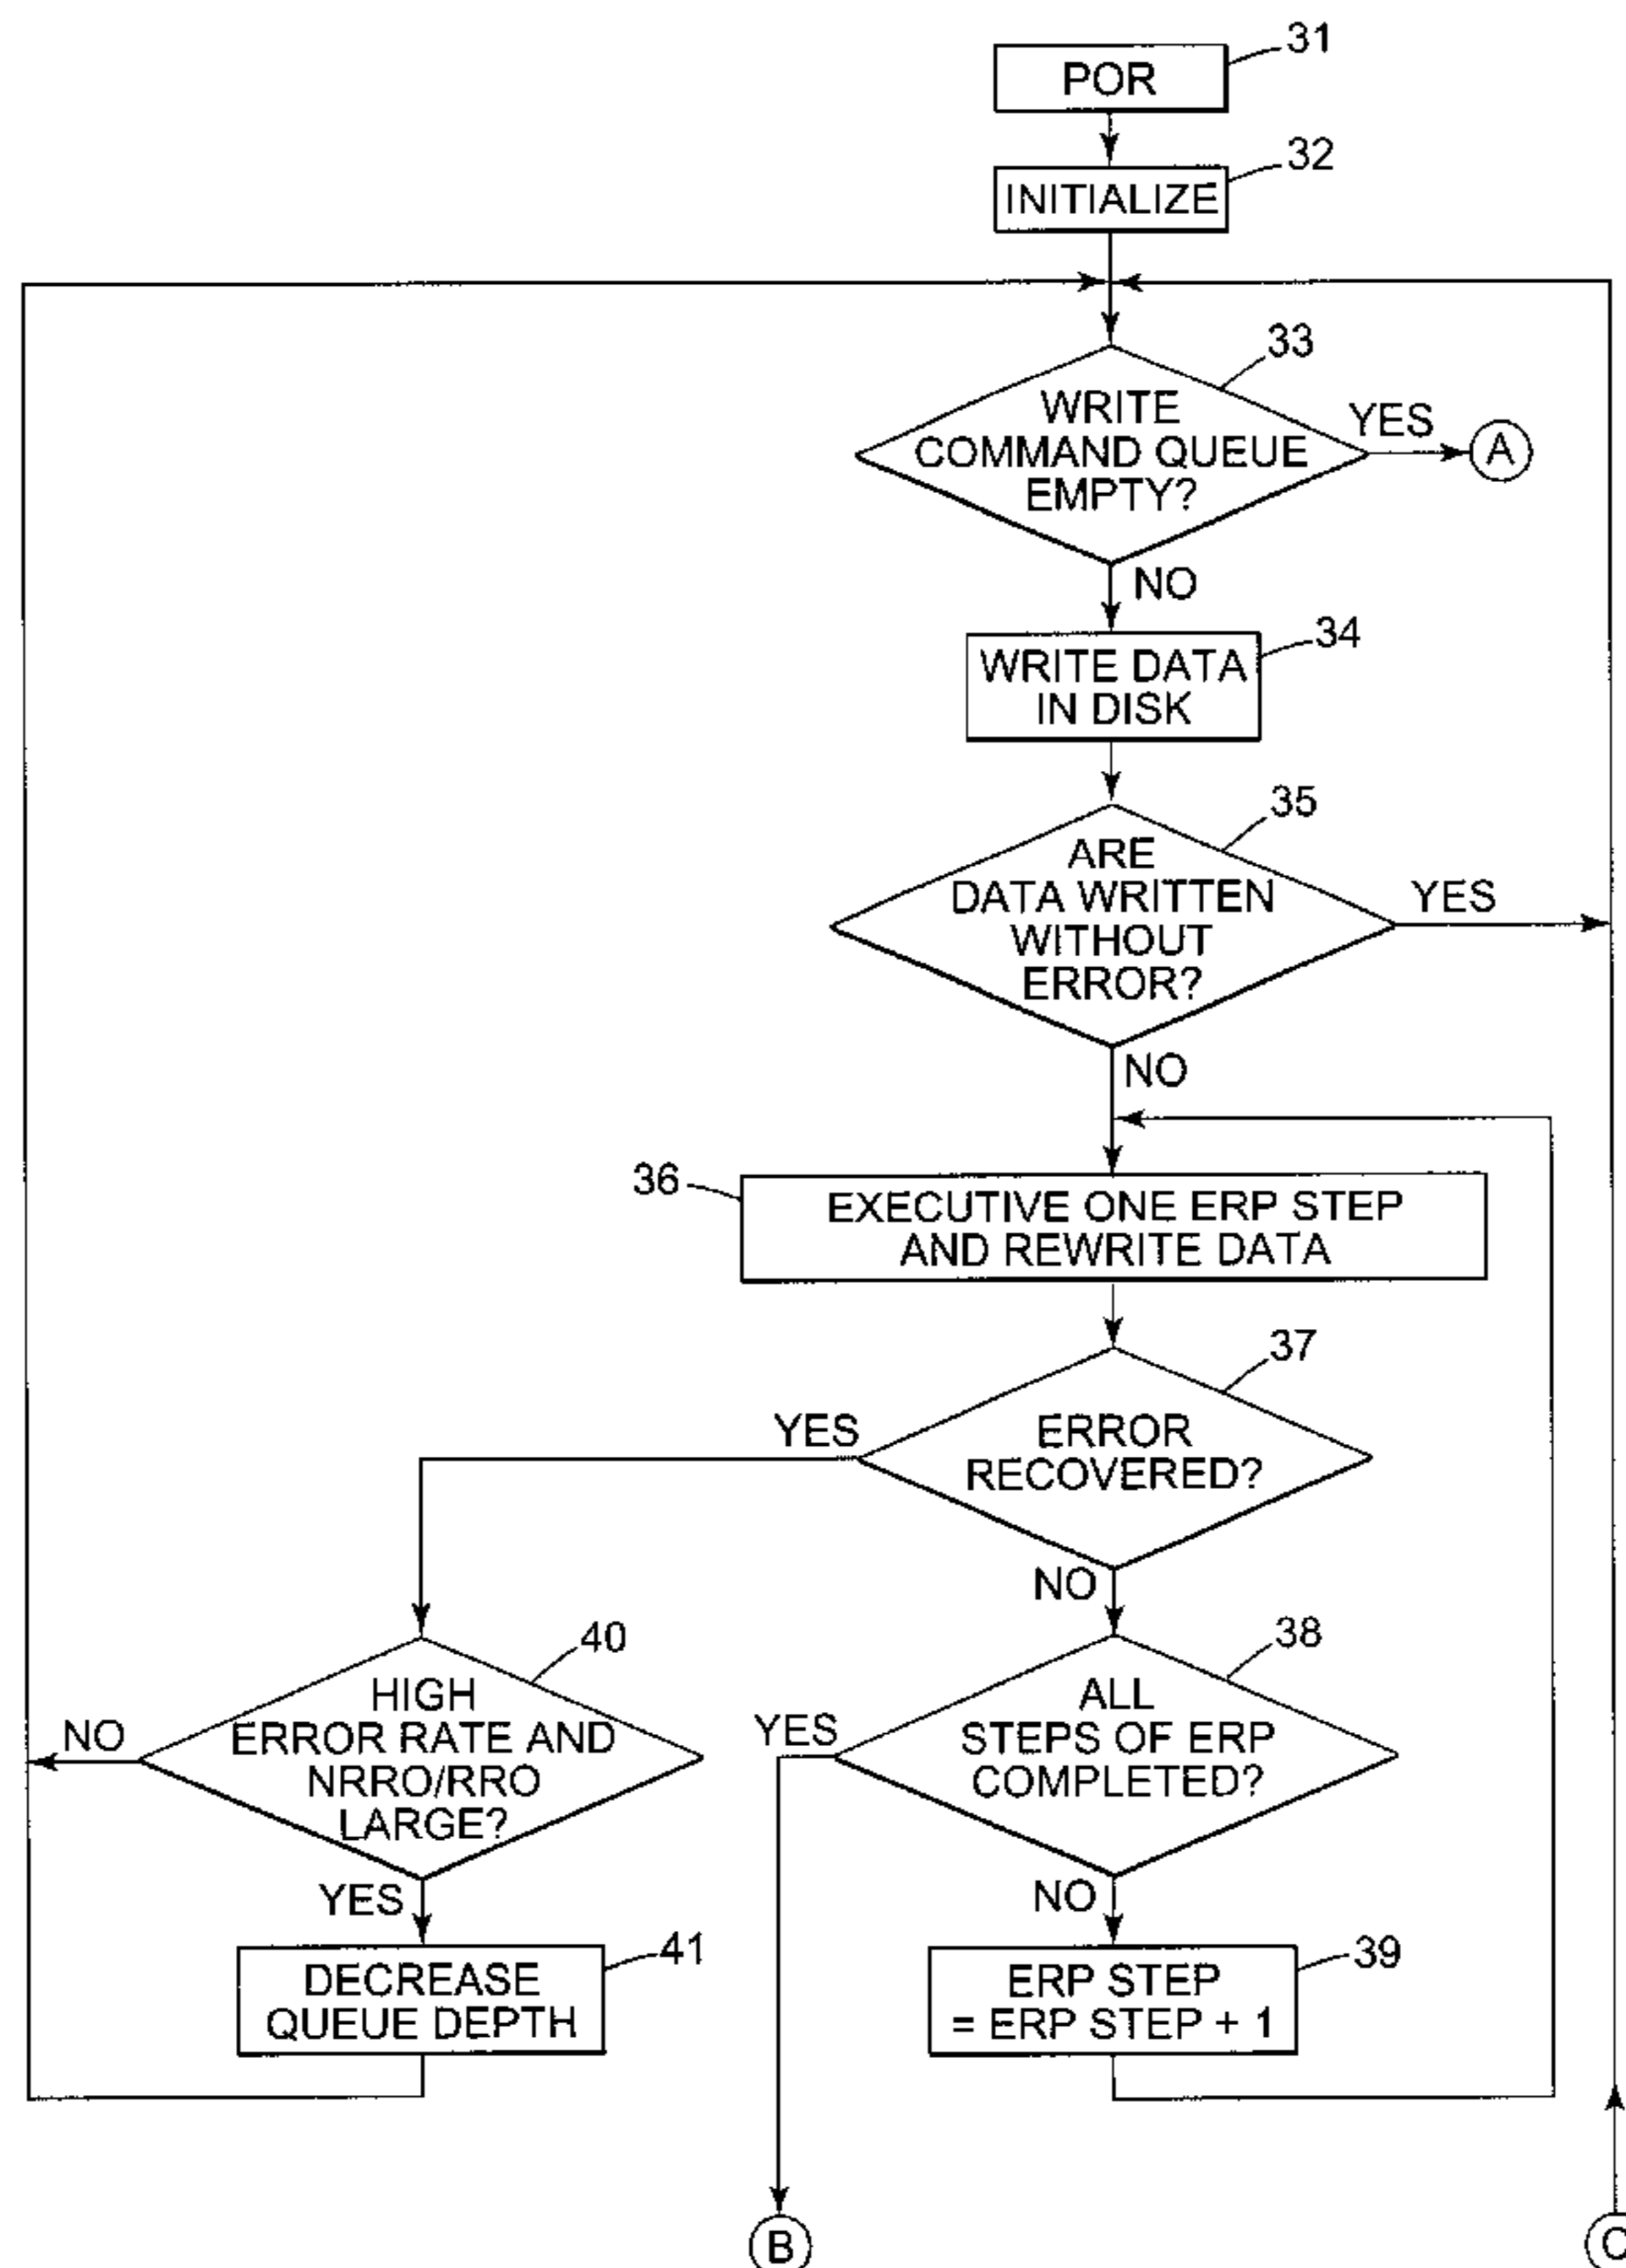 31
POR
32
INITIALIZE
33
WRITE
COMMAND QUEUE
EMPTY?
YES
A
NO
34
WRITE DATA
IN DISK
35
ARE
DATA WRITTEN
WITHOUT
ERROR?
YES
NO
36
EXECUTIVE ONE ERP STEP
AND REWRITE DATA
37
ERROR
RECOVERED?
YES
NO
40
HIGH
ERROR RATE AND
NRRO/RRO
LARGE?
NO
YES
38
ALL
STEPS OF ERP
COMPLETED?
YES
NO
41
DECREASE
QUEUE DEPTH
39
ERP STEP
= ERP STEP + 1
B
C